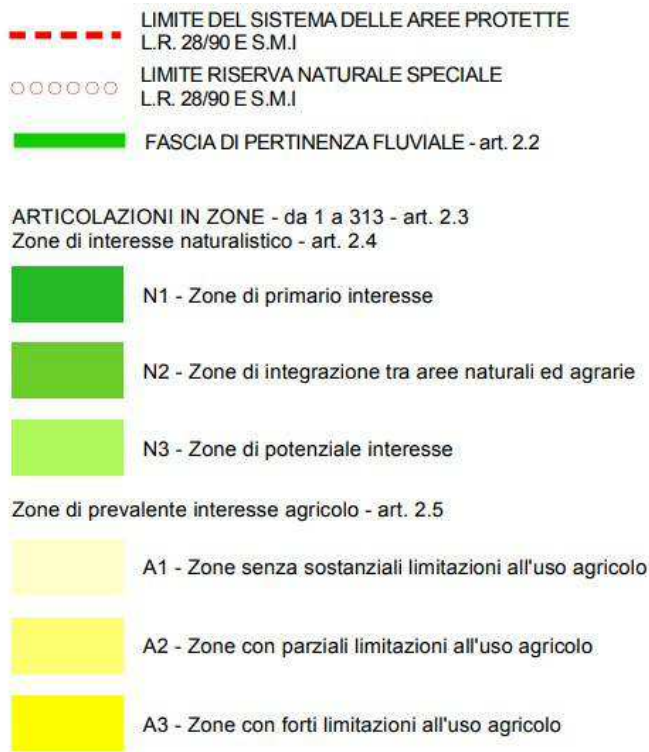 LIMITE DEL SISTEMA DELLE AREE PROTETTE
L.R. 28/90 E S.M.I
LIMITE RISERVA NATURALE SPECIALE
L.R. 28/90 E S.M.I
FASCIA DI PERTINENZA FLUVIALE - art. 2.2
ARTICOLAZIONI IN ZONE - da 1 a 313 - art. 2.3
Zone di interesse naturalistico - art. 2.4
N1 - Zone di primario interesse
N2 - Zone di integrazione tra aree naturali ed agrarie
N3 - Zone di potenziale interesse
Zone di prevalente interesse agricolo - art. 2.5
A1 - Zone senza sostanziali limitazioni all'uso agricolo
A2 - Zone con parziali limitazioni all'uso agricolo
A3 - Zone con forti limitazioni all'uso agricolo